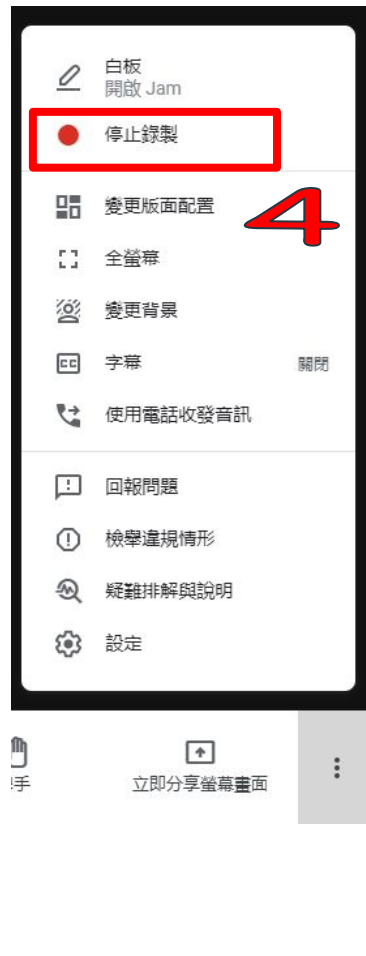 白板
開啟 Jam
停止錄製
變更版面配置
4
全螢幕
變更背景
CC 字幕 關閉
使用電話收發音訊
回報問題
檢舉違規情形
疑難排解與說明
設定
手 立即分享螢幕畫面